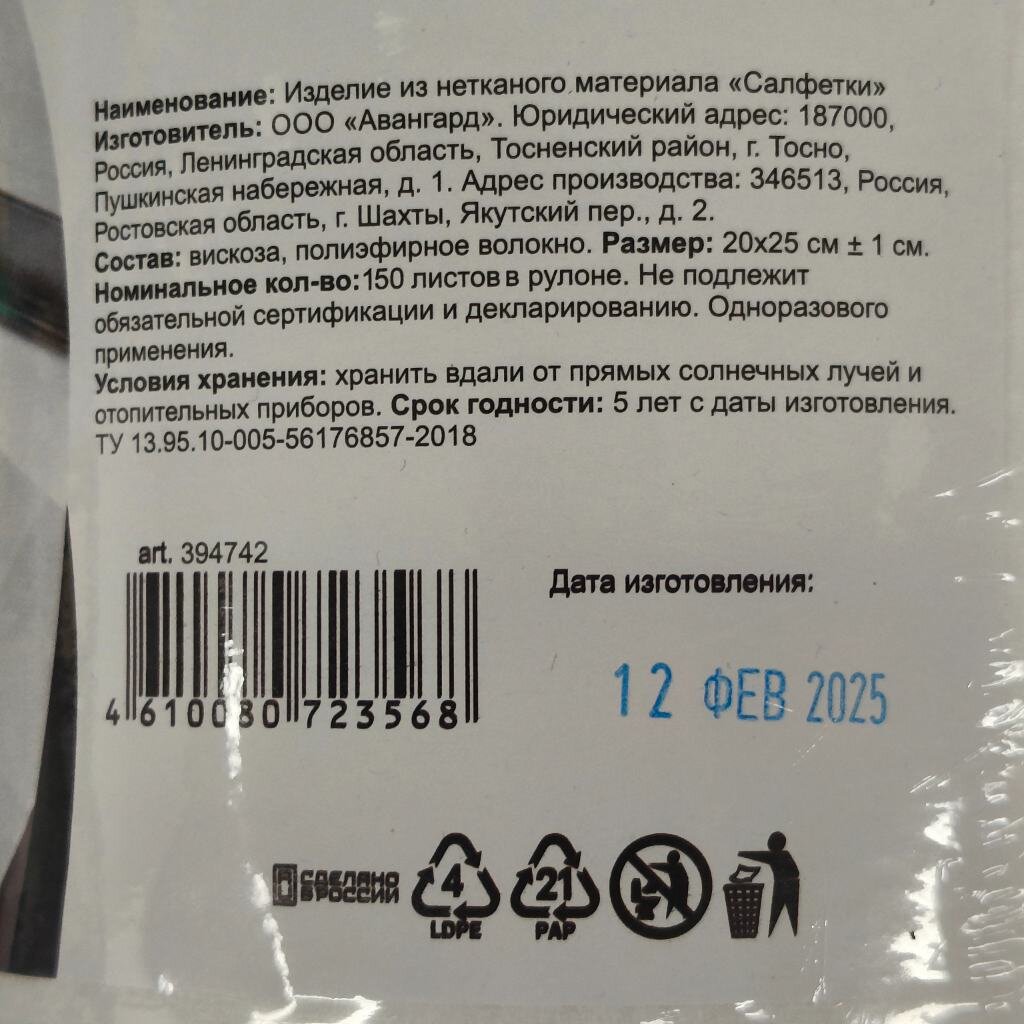 Наименование: Изделие из нетканого материала «Салфетки»
Изготовитель: ООО «Авангард». Юридический адрес: 187000,
Россия, Ленинградская область, Тосненский район, г. Тосно,
Пушкинская набережная, д. 1. Адрес производства: 346513, Россия,
Ростовская область, г. Шахты, Якутский пер., д. 2.
Состав: вискоза, полиэфирное волокно. Размер: 20х25 см ± 1 см.
Номинальное кол-во:150 листов в рулоне. Не подлежит
обязательной сертификации и декларированию. Одноразового
применения.
Условия хранения: хранить вдали от прямых солнечных лучей и
отопительных приборов. Срок годности: 5 лет с даты изготовления.
ТУ 13.95.10-005-56176857-2018
art. 394742
4 610080 723568
Дата изготовления:
12 ФЕВ 2025
СДЕЛАНО
В РОССИИ
4
LDPE
21
PAP